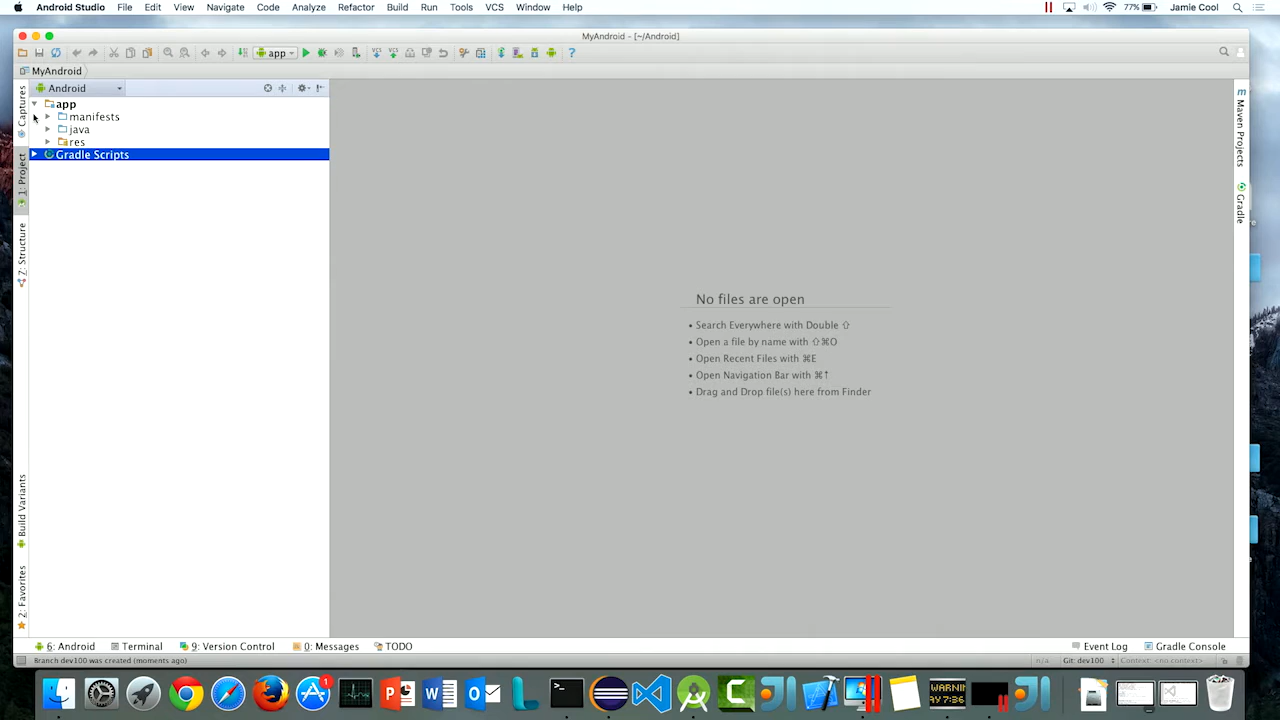 Android Studio File Edit View Navigate Code Analyze Refactor Build Run Tools VCS Window Help 77% Jamie Cool
MyAndroid - [~/Android]
app
MyAndroid
Android
app
manifests
java
res
Gradle Scripts
Captures
1: Project
7: Structure
Build Variants
2: Favorites
m Maven Projects
Gradle
No files are open
• Search Everywhere with Double ⇧
• Open a file by name with ⇧⌘O
• Open Recent Files with ⌘E
• Open Navigation Bar with ⌘↑
• Drag and Drop file(s) here from Finder
6: Android Terminal 9: Version Control 0: Messages TODO Event Log Gradle Console
Branch dev100 was created (moments ago) n/a Git: dev100 Context: <no context>
1